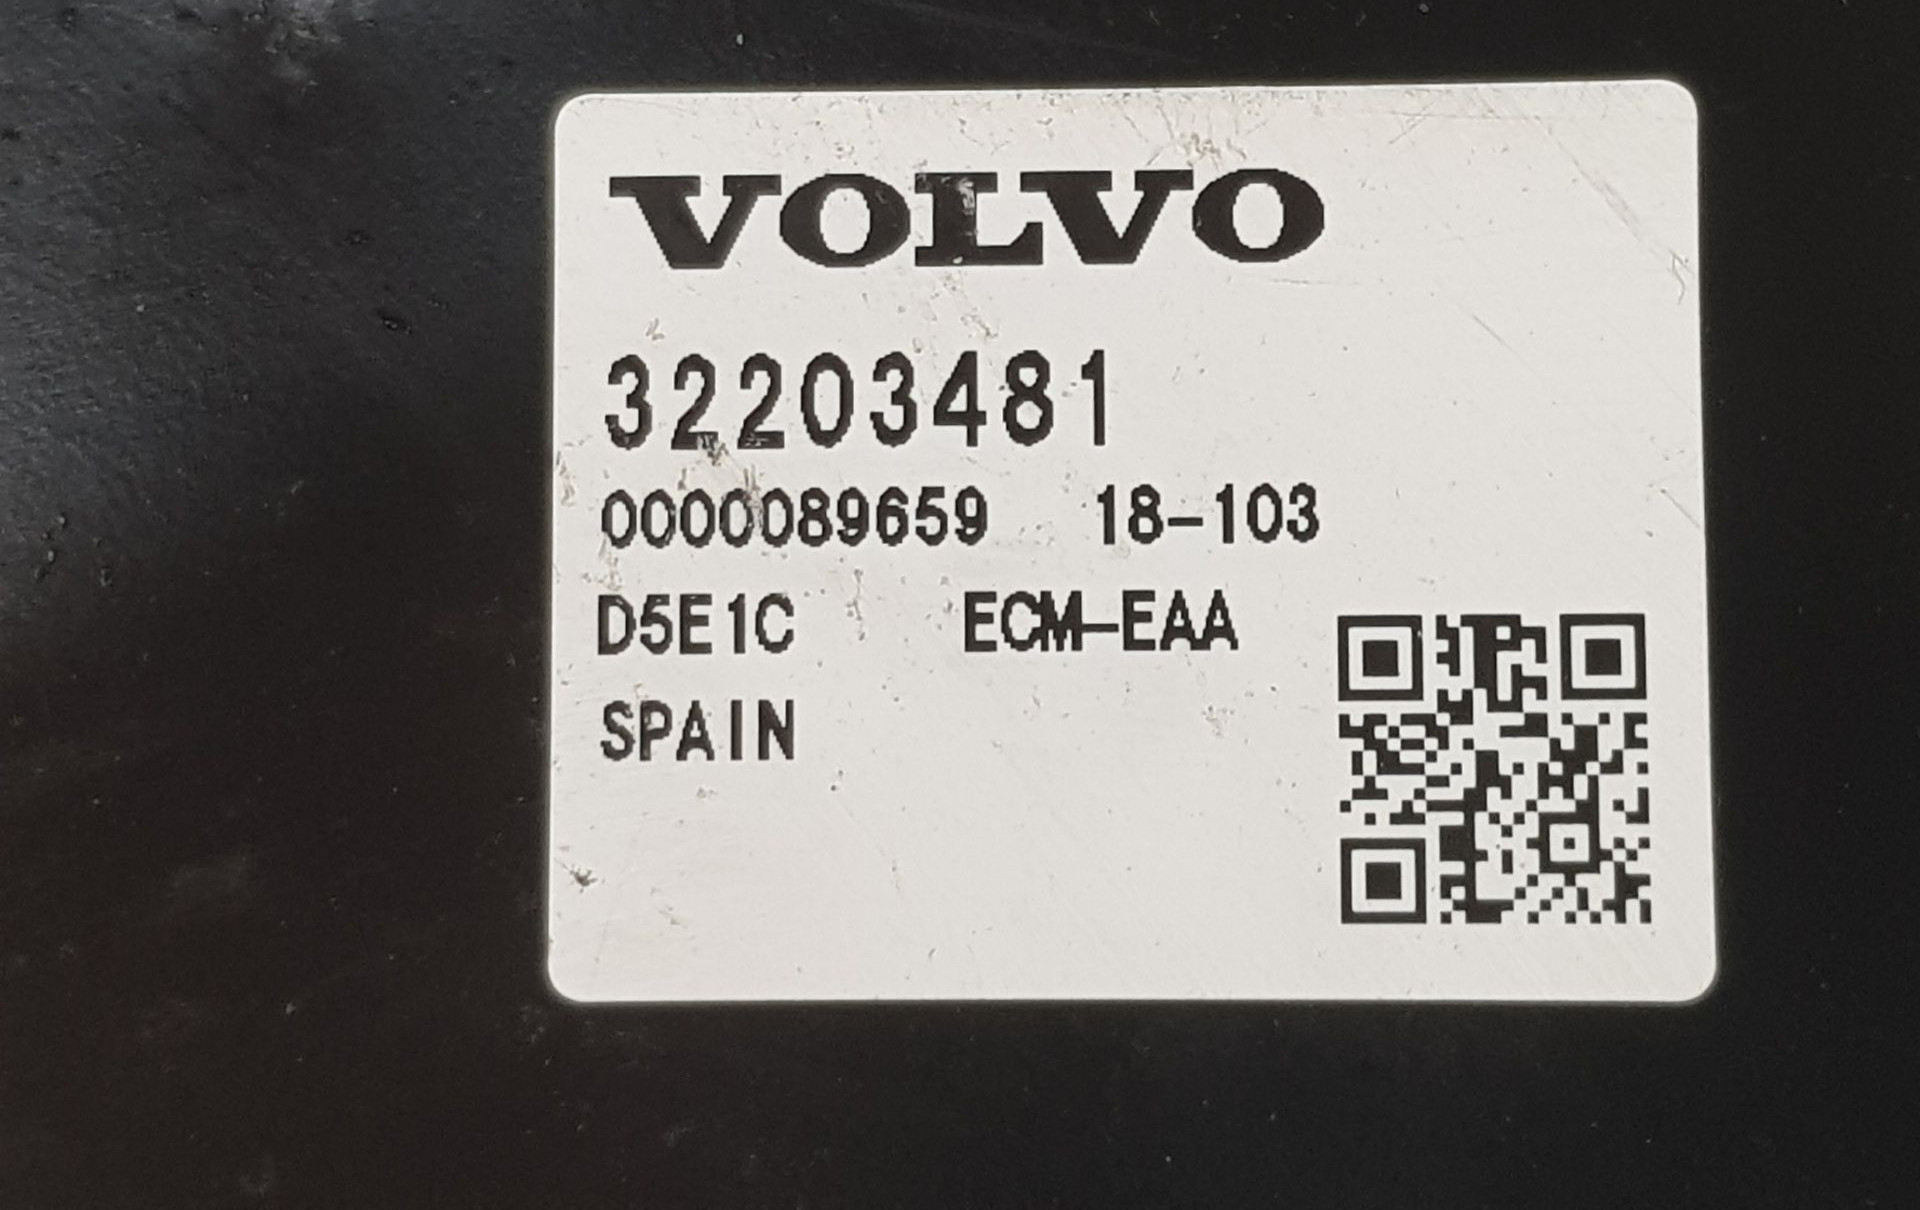 VOLVO
32203481
0000089659 18-103
D5E1C ECM-EAA
SPAIN